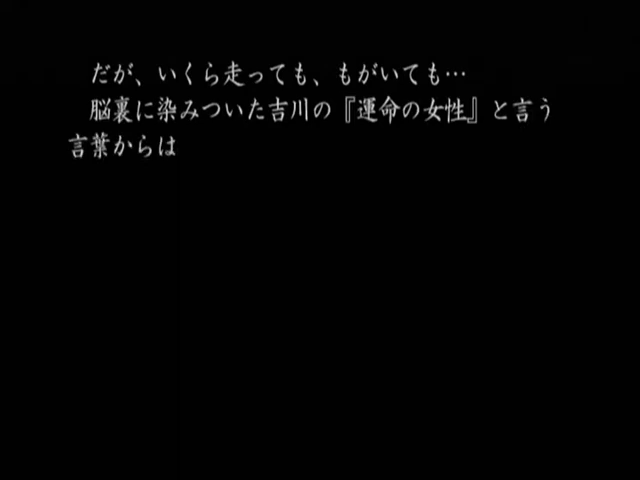 だが、いくら走っても、もがいても…
脳裏に染みついた吉川の『運命の女性』と言う
言葉からは